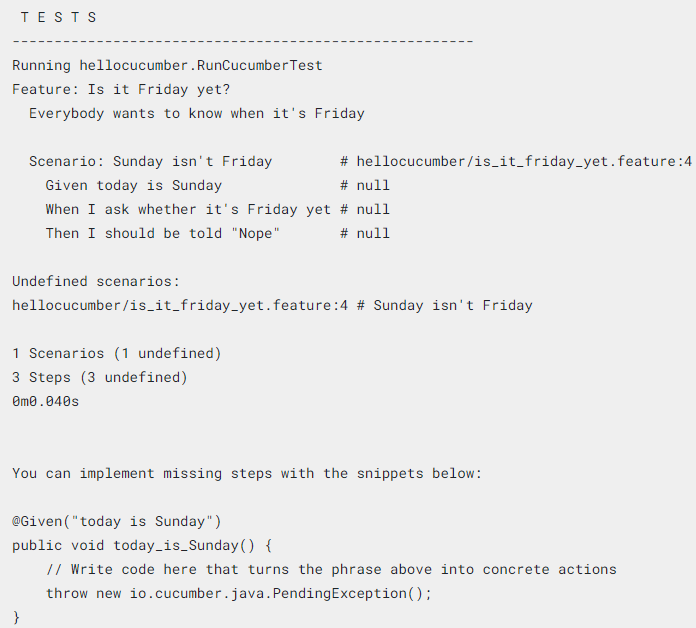 T E S T S
-------------------------------------------------------
Running hellocucumber.RunCucumberTest
Feature: Is it Friday yet?
  Everybody wants to know when it's Friday

  Scenario: Sunday isn't Friday        # hellocucumber/is_it_friday_yet.feature:4
    Given today is Sunday              # null
    When I ask whether it's Friday yet # null
    Then I should be told "Nope"       # null

Undefined scenarios:
hellocucumber/is_it_friday_yet.feature:4 # Sunday isn't Friday

1 Scenarios (1 undefined)
3 Steps (3 undefined)
0m0.040s


You can implement missing steps with the snippets below:

@Given("today is Sunday")
public void today_is_Sunday() {
    // Write code here that turns the phrase above into concrete actions
    throw new io.cucumber.java.PendingException();
}